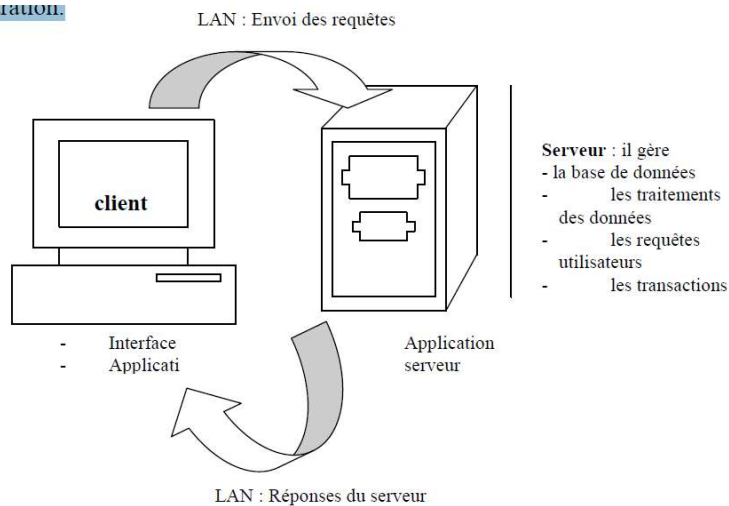 ration.
LAN : Envoi des requêtes
client
Serveur : il gère
- la base de données
- les traitements
des données
- les requêtes
utilisateurs
- les transactions
- Interface
- Applicati
Application
serveur
LAN : Réponses du serveur